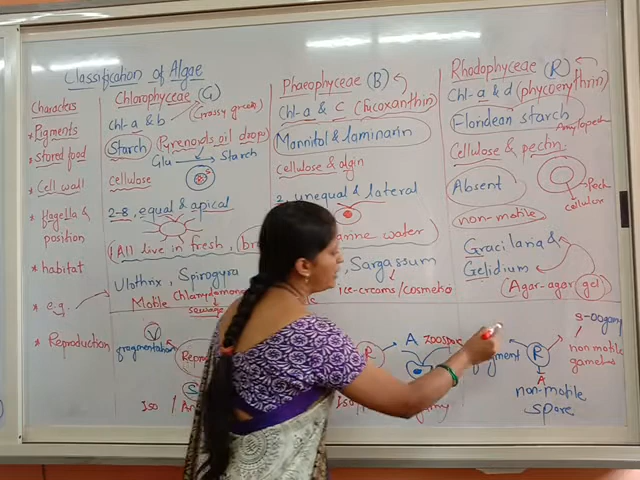 Classification of Algae
Characters
* Pigments
* stored food
* Cell wall
* flagella &
position
* habitat
* e.g.
* Reproduction
Chlorophyceae (G)
Chl-a & b (Grassy green)
Starch Pyrenoids oil drops
Glu → Starch
Cellulose
2-8, equal & apical
(All live in fresh,
Ulothrix, Spirogyra
Motile Chlamydomonas
sewage
V
fragmentation
Iso /
Phaeophyceae (B)
Chl-a & C (fucoxanthin)
Mannitol & laminarin
Cellulose & algin
2, unequal & lateral
marine water
Sargassum
ice-creams/cosmetics
R → A zoospore
Rhodophyceae (R)
Chl-a & d (phycoerythrin)
Floridean starch
Amylopectin
Cellulose & pectin
Pect
cellulose
Absent
non-motile
Gracilaria &
Gelidium
(Agar-agar gel)
R
A
non-motile
spore
S-Oogamy
non motile
gametes